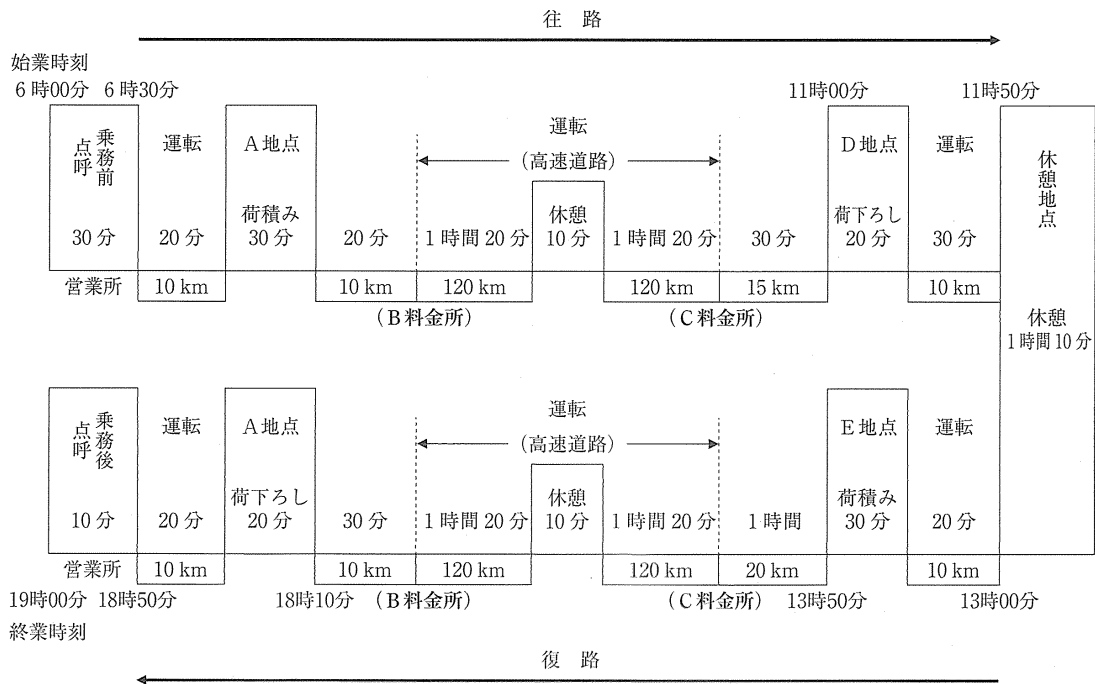 往 路
始業時刻
6時00分 6時30分 11時00分 11時50分
乗務前点呼 運転 A地点 運転 D地点 運転 休憩地点
(高速道路)
荷積み 休憩 荷下ろし
30分 20分 30分 20分 1時間20分 10分 1時間20分 30分 20分 30分
営業所 10 km 10 km 120 km 120 km 15 km 10 km
(B料金所) (C料金所)
休憩
1時間10分
乗務後点呼 運転 A地点 運転 E地点 運転
(高速道路)
荷下ろし 休憩 荷積み
10分 20分 20分 30分 1時間20分 10分 1時間20分 1時間 30分 20分
営業所 10 km 10 km 120 km 120 km 20 km 10 km
19時00分 18時50分 18時10分 (B料金所) (C料金所) 13時50分 13時00分
終業時刻
復 路